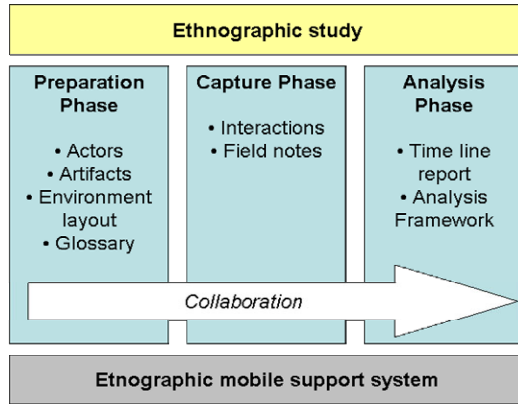 Ethnographic study
Preparation
Phase
• Actors
• Artifacts
• Environment
layout
• Glossary
Capture Phase
• Interactions
• Field notes
Analysis
Phase
• Time line
report
• Analysis
Framework
Collaboration
Etnographic mobile support system